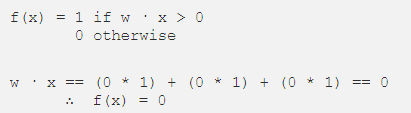 f(x) = 1 if w · x > 0
0 otherwise
w · x == (0 * 1) + (0 * 1) + (0 * 1) == 0
∴ f(x) = 0